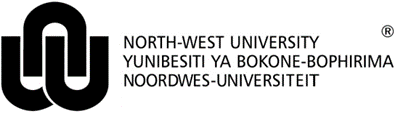 ®
NORTH-WEST UNIVERSITY
YUNIBESITI YA BOKONE-BOPHIRIMA
NOORDWES-UNIVERSITEIT